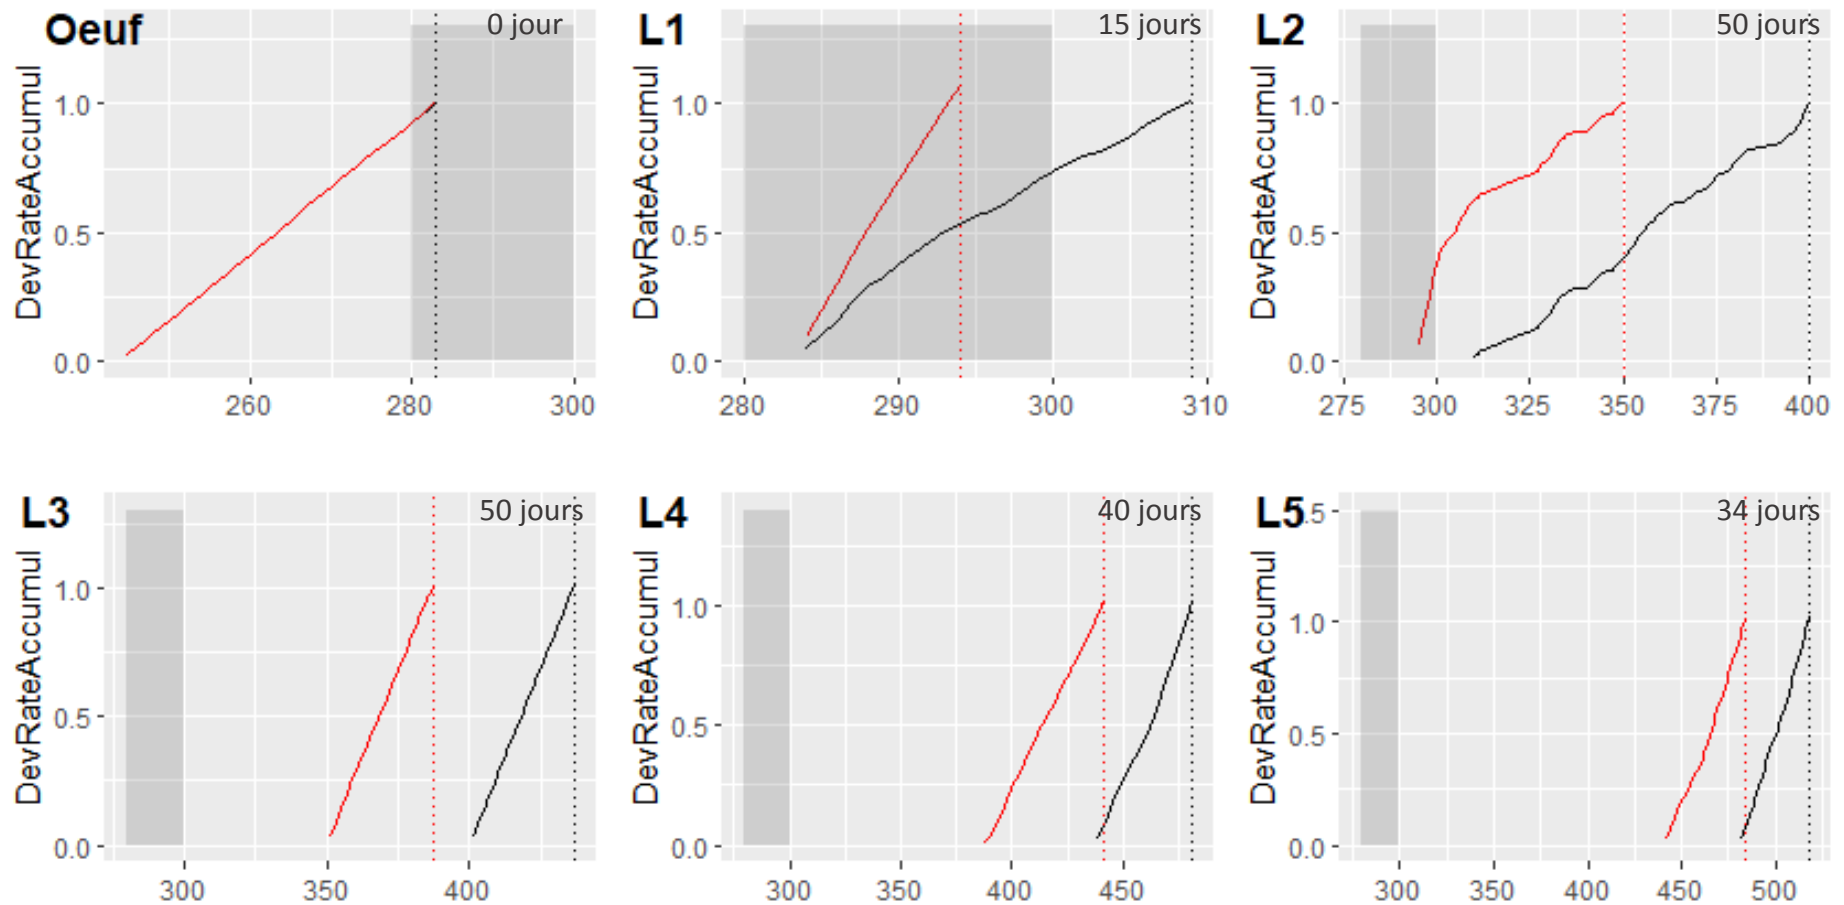 Oeuf
0 jour
DevRateAccumul
1.0
0.5
0.0
260 280 300
L1
15 jours
DevRateAccumul
1.0
0.5
0.0
280 290 300 310
L2
50 jours
DevRateAccumul
1.0
0.5
0.0
275 300 325 350 375 400
L3
50 jours
DevRateAccumul
1.0
0.5
0.0
300 350 400
L4
40 jours
DevRateAccumul
1.0
0.5
0.0
300 350 400 450
L5
34 jours
DevRateAccumul
.5
1.0
0.5
0.0
300 350 400 450 500